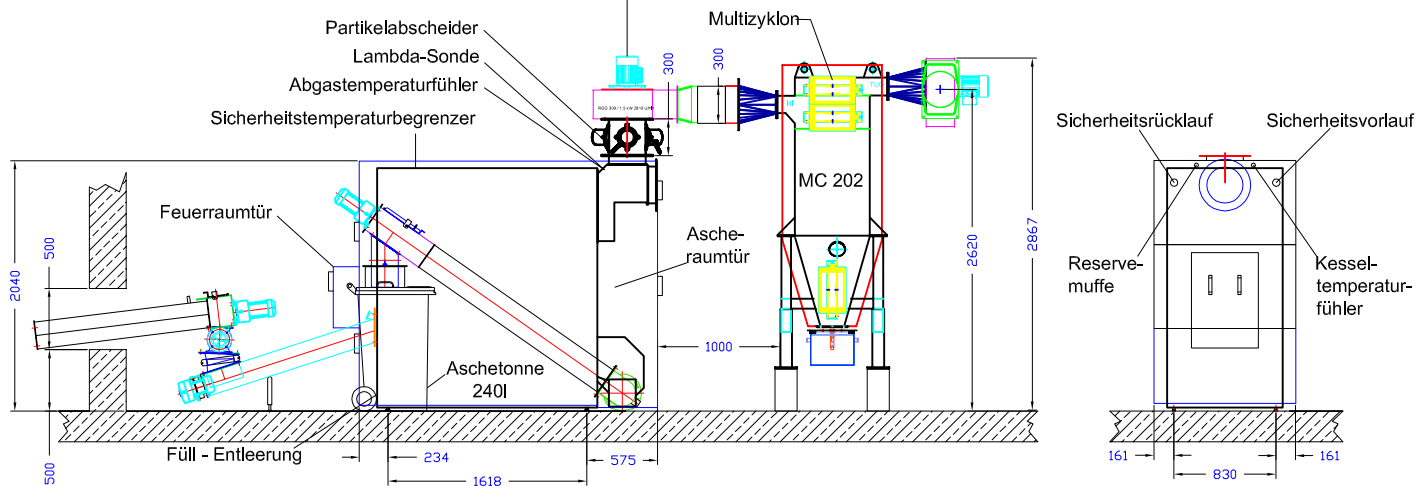 Partikelabscheider
Lambda-Sonde
Abgastemperaturfühler
Sicherheitstemperaturbegrenzer
Multizyklon
300
300
Feuerraumtür
Asche-
raumtür
MC 202
2620
2867
2040
500
500
1000
Aschetonne
240l
Füll - Entleerung
234
575
1618
Sicherheitsrücklauf
Sicherheitsvorlauf
Reserve-
muffe
Kessel-
temperatur-
fühler
161
830
161